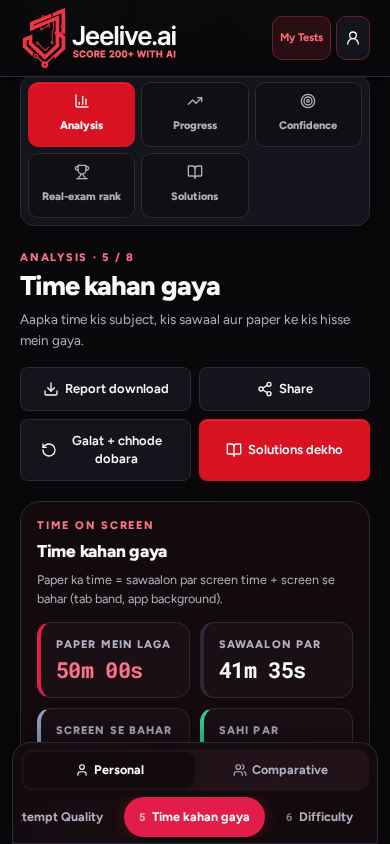 Jeelive.ai
SCORE 200+ WITH AI
My Tests
Analysis
Progress
Confidence
Real-exam rank
Solutions
ANALYSIS · 5 / 8
Time kahan gaya
Aapka time kis subject, kis sawaal aur paper ke kis hisse
mein gaya.
Report download
Share
Galat + chhode
dobara
Solutions dekho
TIME ON SCREEN
Time kahan gaya
Paper ka time = sawaalon par screen time + screen se
bahar (tab band, app background).
PAPER MEIN LAGA
50m 00s
SAWAALON PAR
41m 35s
SCREEN SE BAHAR
SAHI PAR
Personal
Comparative
tempt Quality
5 Time kahan gaya
6 Difficulty